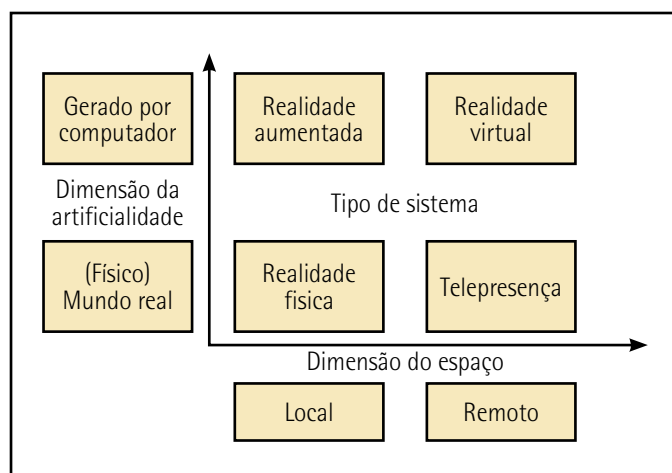 Gerado por
computador
Realidade
aumentada
Realidade
virtual
Dimensão da
artificialidade
Tipo de sistema
(Físico)
Mundo real
Realidade
fisica
Telepresença
Dimensão do espaço
Local
Remoto